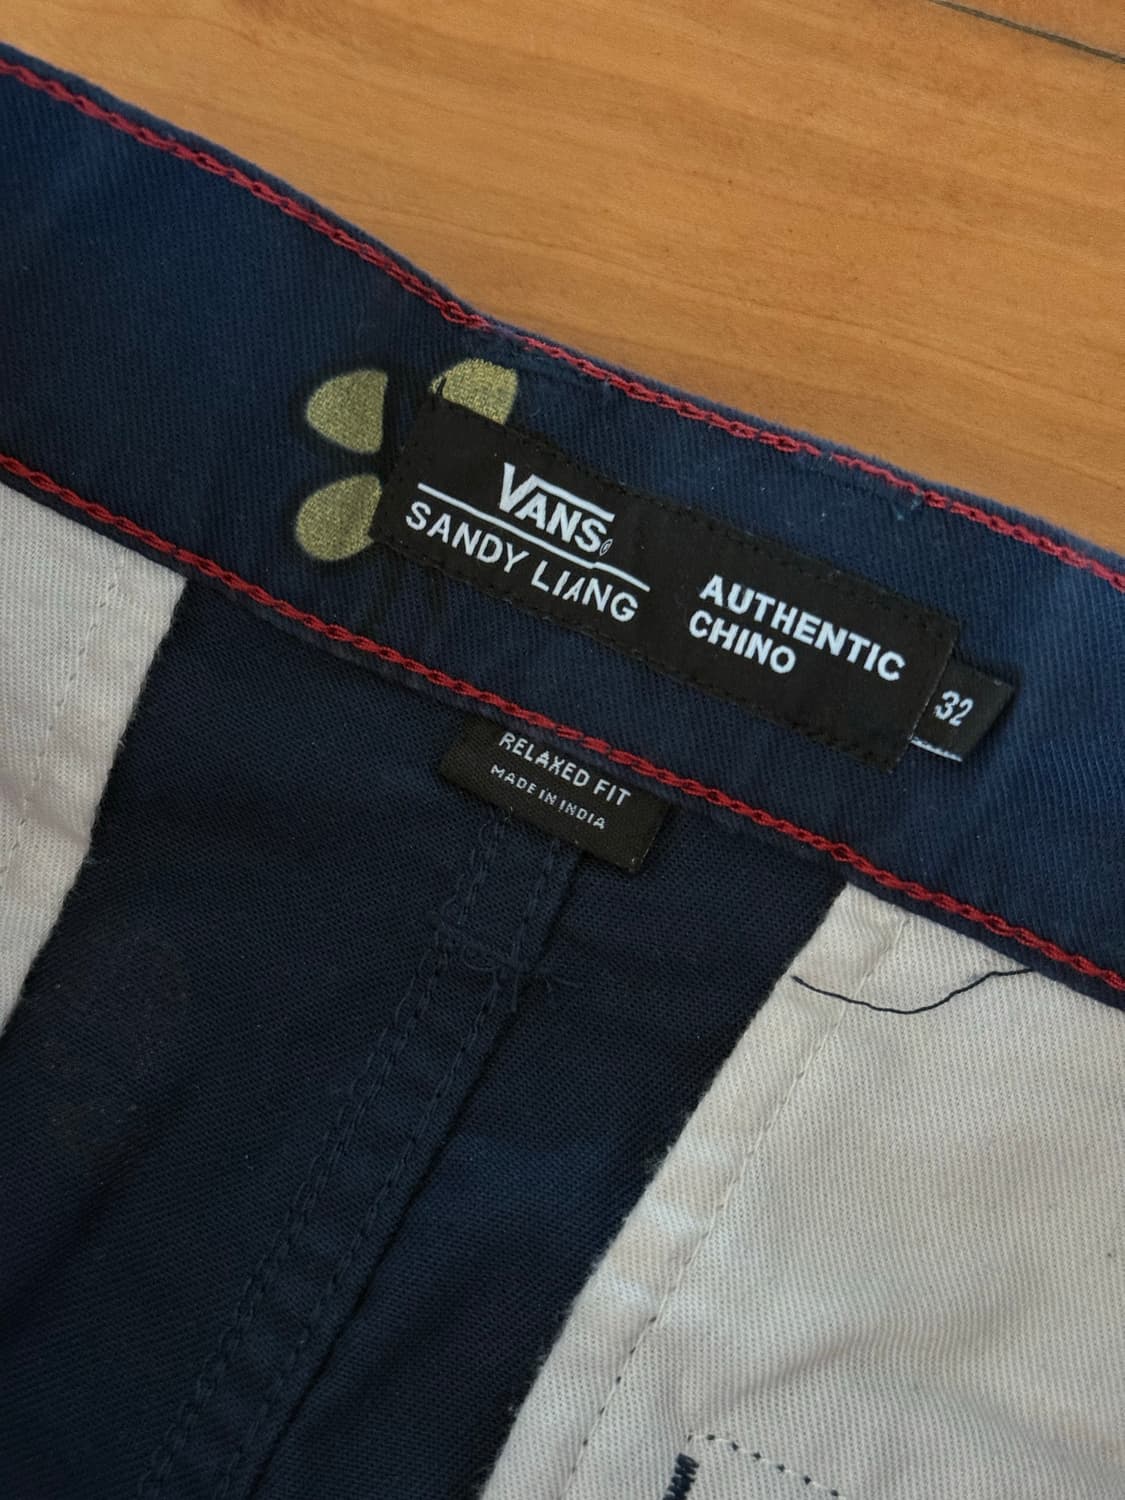 VANS
SANDY LIANG
AUTHENTIC
CHINO
32
RELAXED FIT
MADE IN INDIA